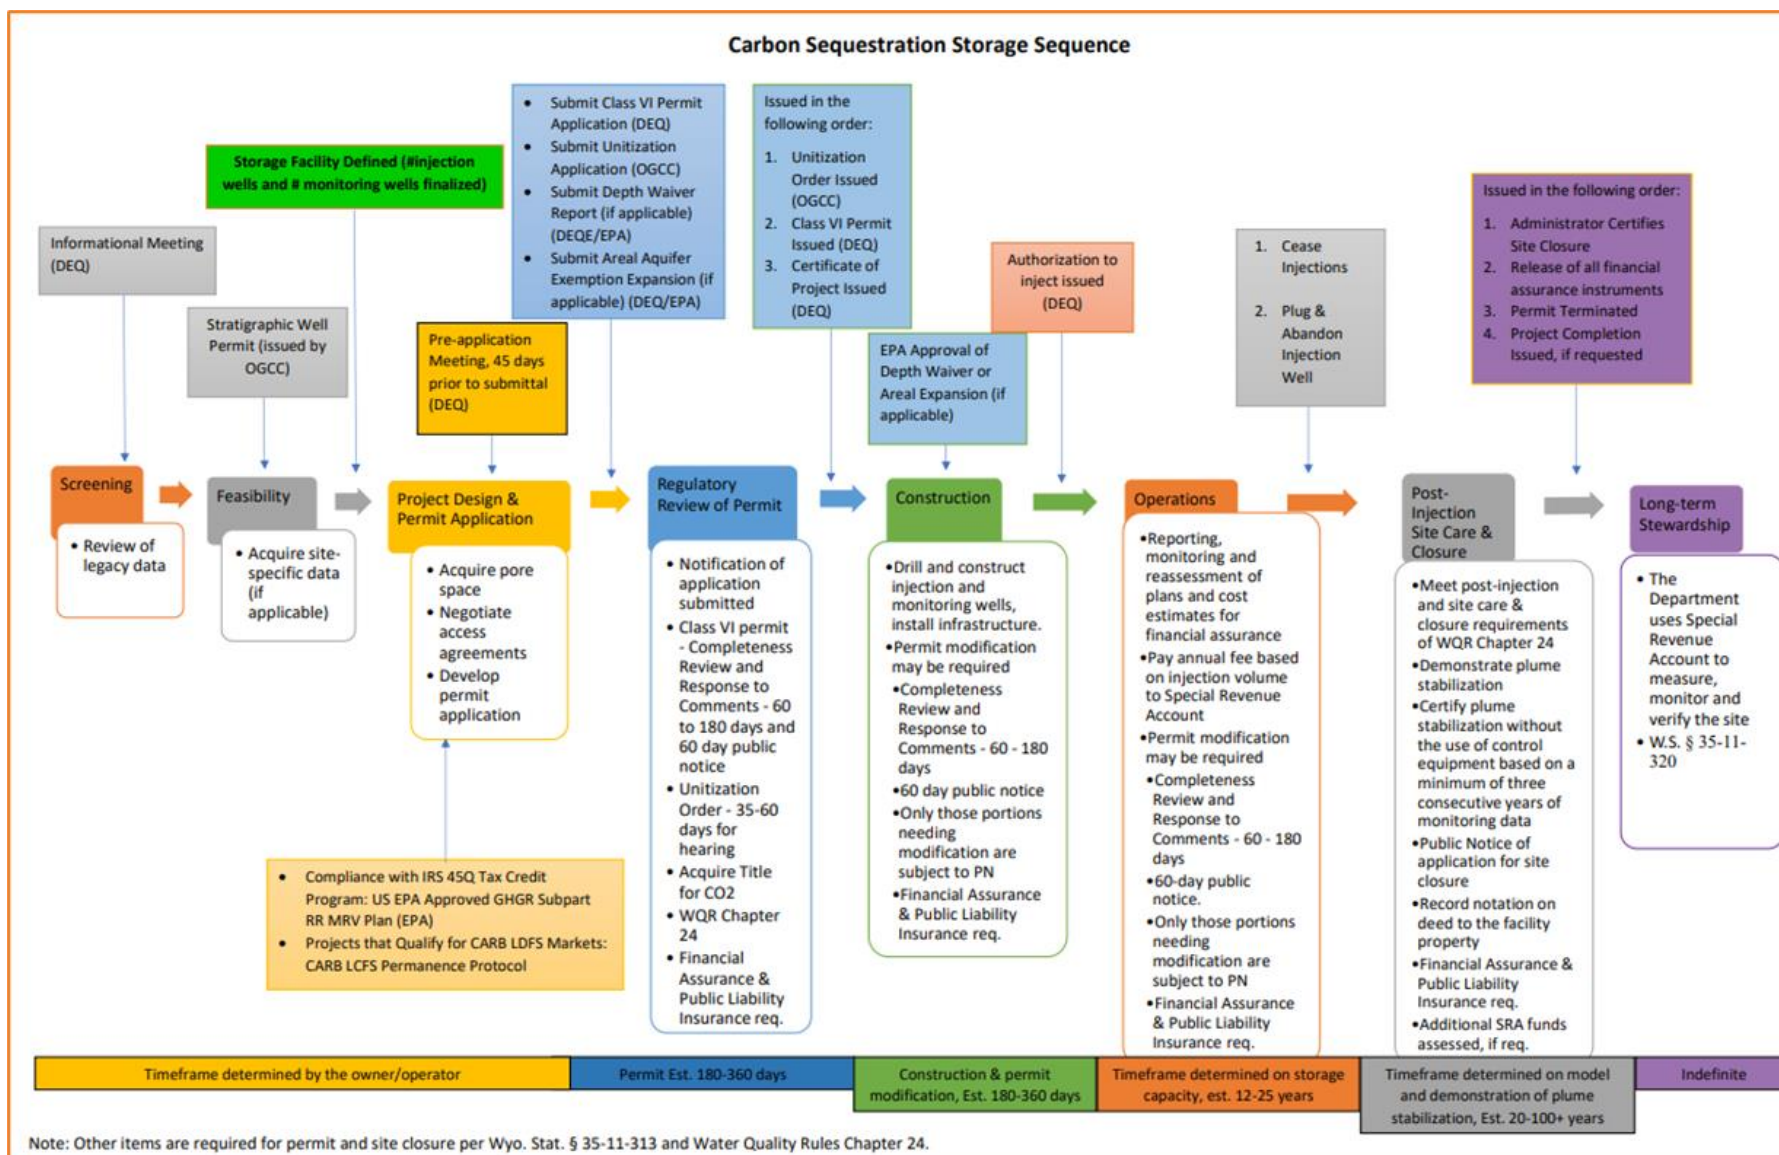 Carbon Sequestration Storage Sequence
Informational Meeting
(DEQ)
Storage Facility Defined (#injection
wells and # monitoring wells finalized)
Stratigraphic Well
Permit (issued by
OGCC)
Pre-application
Meeting, 45 days
prior to submittal
(DEQ)
• Submit Class VI Permit
Application (DEQ)
• Submit Unitization
Application (OGCC)
• Submit Depth Waiver
Report (if applicable)
(DEQE/EPA)
• Submit Areal Aquifer
Exemption Expansion (if
applicable) (DEQ/EPA)
Issued in the
following order:
1. Unitization
Order Issued
(OGCC)
2. Class VI Permit
Issued (DEQ)
3. Certificate of
Project Issued
(DEQ)
EPA Approval of
Depth Waiver or
Areal Expansion (if
applicable)
Authorization to
inject issued
(DEQ)
1. Cease
Injections
2. Plug &
Abandon
Injection
Well
Issued in the following order:
1. Administrator Certifies
Site Closure
2. Release of all financial
assurance instruments
3. Permit Terminated
4. Project Completion
Issued, if requested
Screening
• Review of
legacy data
Feasibility
• Acquire site-
specific data
(if
applicable)
Project Design &
Permit Application
• Acquire pore
space
• Negotiate
access
agreements
• Develop
permit
application
• Compliance with IRS 45Q Tax Credit
Program: US EPA Approved GHGR Subpart
RR MRV Plan (EPA)
• Projects that Qualify for CARB LDFS Markets:
CARB LCFS Permanence Protocol
Regulatory
Review of Permit
• Notification of
application
submitted
• Class VI permit
- Completeness
Review and
Response to
Comments - 60
to 180 days and
60 day public
notice
• Unitization
Order - 35-60
days for
hearing
• Acquire Title
for CO2
• WQR Chapter
24
• Financial
Assurance &
Public Liability
Insurance req.
Construction
•Drill and construct
injection and
monitoring wells,
install infrastructure.
•Permit modification
may be required
•Completeness
Review and
Response to
Comments - 60 - 180
days
•60 day public notice
•Only those portions
needing
modification are
subject to PN
•Financial Assurance
& Public Liability
Insurance req.
Operations
•Reporting,
monitoring and
reassessment of
plans and cost
estimates for
financial assurance
•Pay annual fee based
on injection volume
to Special Revenue
Account
•Permit modification
may be required
•Completeness
Review and
Response to
Comments - 60 - 180
days
•60-day public
notice.
•Only those portions
needing
modification are
subject to PN
•Financial Assurance
& Public Liability
Insurance req.
Post-
Injection
Site Care &
Closure
•Meet post-injection
and site care &
closure requirements
of WQR Chapter 24
•Demonstrate plume
stabilization
•Certify plume
stabilization without
the use of control
equipment based on a
minimum of three
consecutive years of
monitoring data
•Public Notice of
application for site
closure
•Record notation on
deed to the facility
property
•Financial Assurance &
Public Liability
Insurance req.
•Additional SRA funds
assessed, if req.
Long-term
Stewardship
• The
Department
uses Special
Revenue
Account to
measure,
monitor and
verify the site
• W.S. § 35-11-
320
Timeframe determined by the owner/operator
Permit Est. 180-360 days
Construction & permit
modification, Est. 180-360 days
Timeframe determined on storage
capacity, est. 12-25 years
Timeframe determined on model
and demonstration of plume
stabilization, Est. 20-100+ years
Indefinite
Note: Other items are required for permit and site closure per Wyo. Stat. § 35-11-313 and Water Quality Rules Chapter 24.